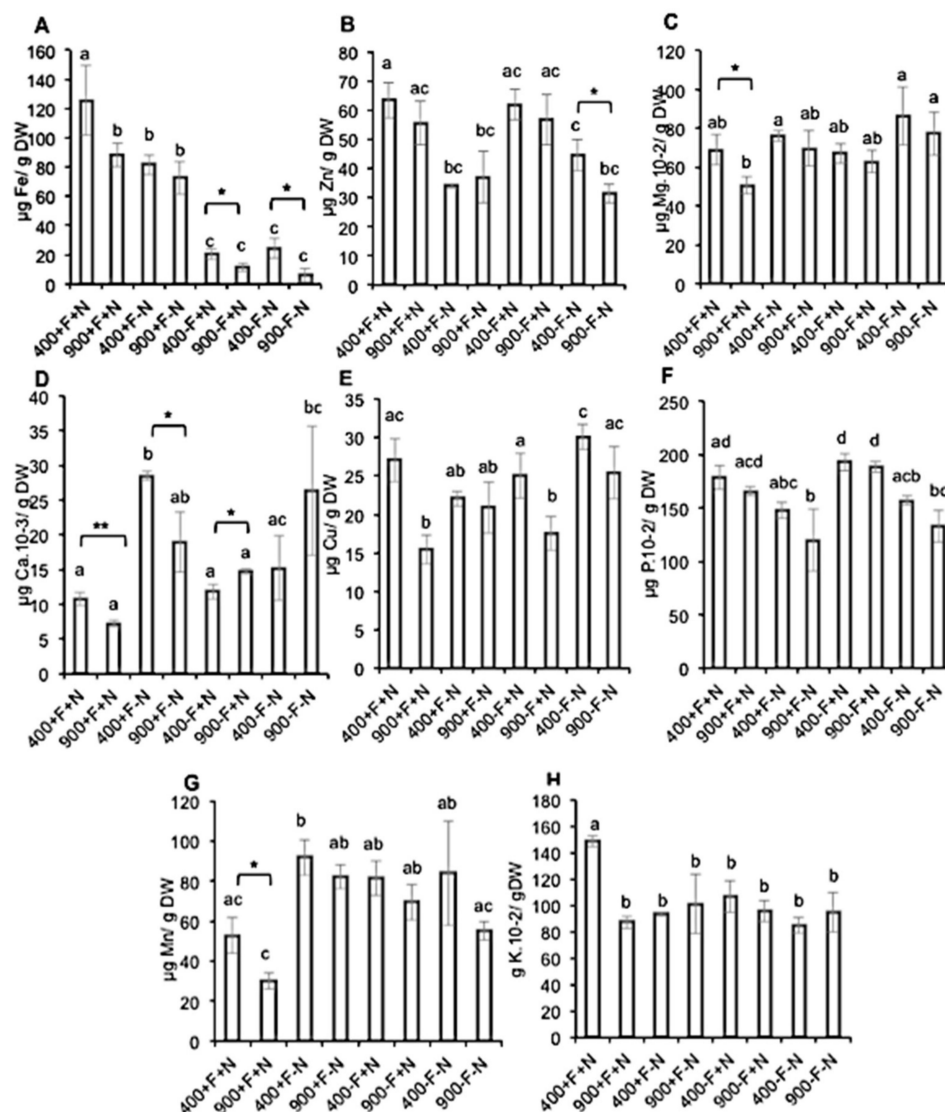 A
µg Fe/ g DW
160
140
120
100
80
60
40
20
0
a
b
b
b
*
c
c
*
c
c
400+F+N
900+F+N
400+F-N
900+F-N
400-F+N
900-F+N
400-F-N
900-F-N
B
µg Zn/ g DW
80
70
60
50
40
30
20
10
0
a
ac
bc
bc
ac
ac
*
c
bc
400+F+N
900+F+N
400+F-N
900+F-N
400-F+N
900-F+N
400-F-N
900-F-N
C
µg Mg.10-2/ g DW
120
100
80
60
40
20
0
*
ab
b
a
ab
ab
ab
a
a
400+F+N
900+F+N
400+F-N
900+F-N
400-F+N
900-F+N
400-F-N
900-F-N
D
µg Ca.10-3/ g DW
40
35
30
25
20
15
10
5
0
**
a
a
*
b
ab
*
a
a
ac
bc
400+F+N
900+F+N
400+F-N
900+F-N
400-F+N
900-F+N
400-F-N
900-F-N
E
µg Cu/ g DW
35
30
25
20
15
10
5
0
ac
b
ab
ab
a
b
c
ac
400+F+N
900+F+N
400+F-N
900+F-N
400-F+N
900-F+N
400-F-N
900-F-N
F
µg P.10-2/ g DW
250
200
150
100
50
0
ad
acd
abc
b
d
d
acb
bc
400+F+N
900+F+N
400+F-N
900+F-N
400-F+N
900-F+N
400-F-N
900-F-N
G
µg Mn/ g DW
120
100
80
60
40
20
0
*
ac
c
b
ab
ab
ab
ab
ac
400+F+N
900+F+N
400+F-N
900+F-N
400-F+N
900-F+N
400-F-N
900-F-N
H
g K.10-2/ gDW
180
160
140
120
100
80
60
40
20
0
a
b
b
b
b
b
b
b
400+F+N
900+F+N
400+F-N
900+F-N
400-F+N
900-F+N
400-F-N
900-F-N